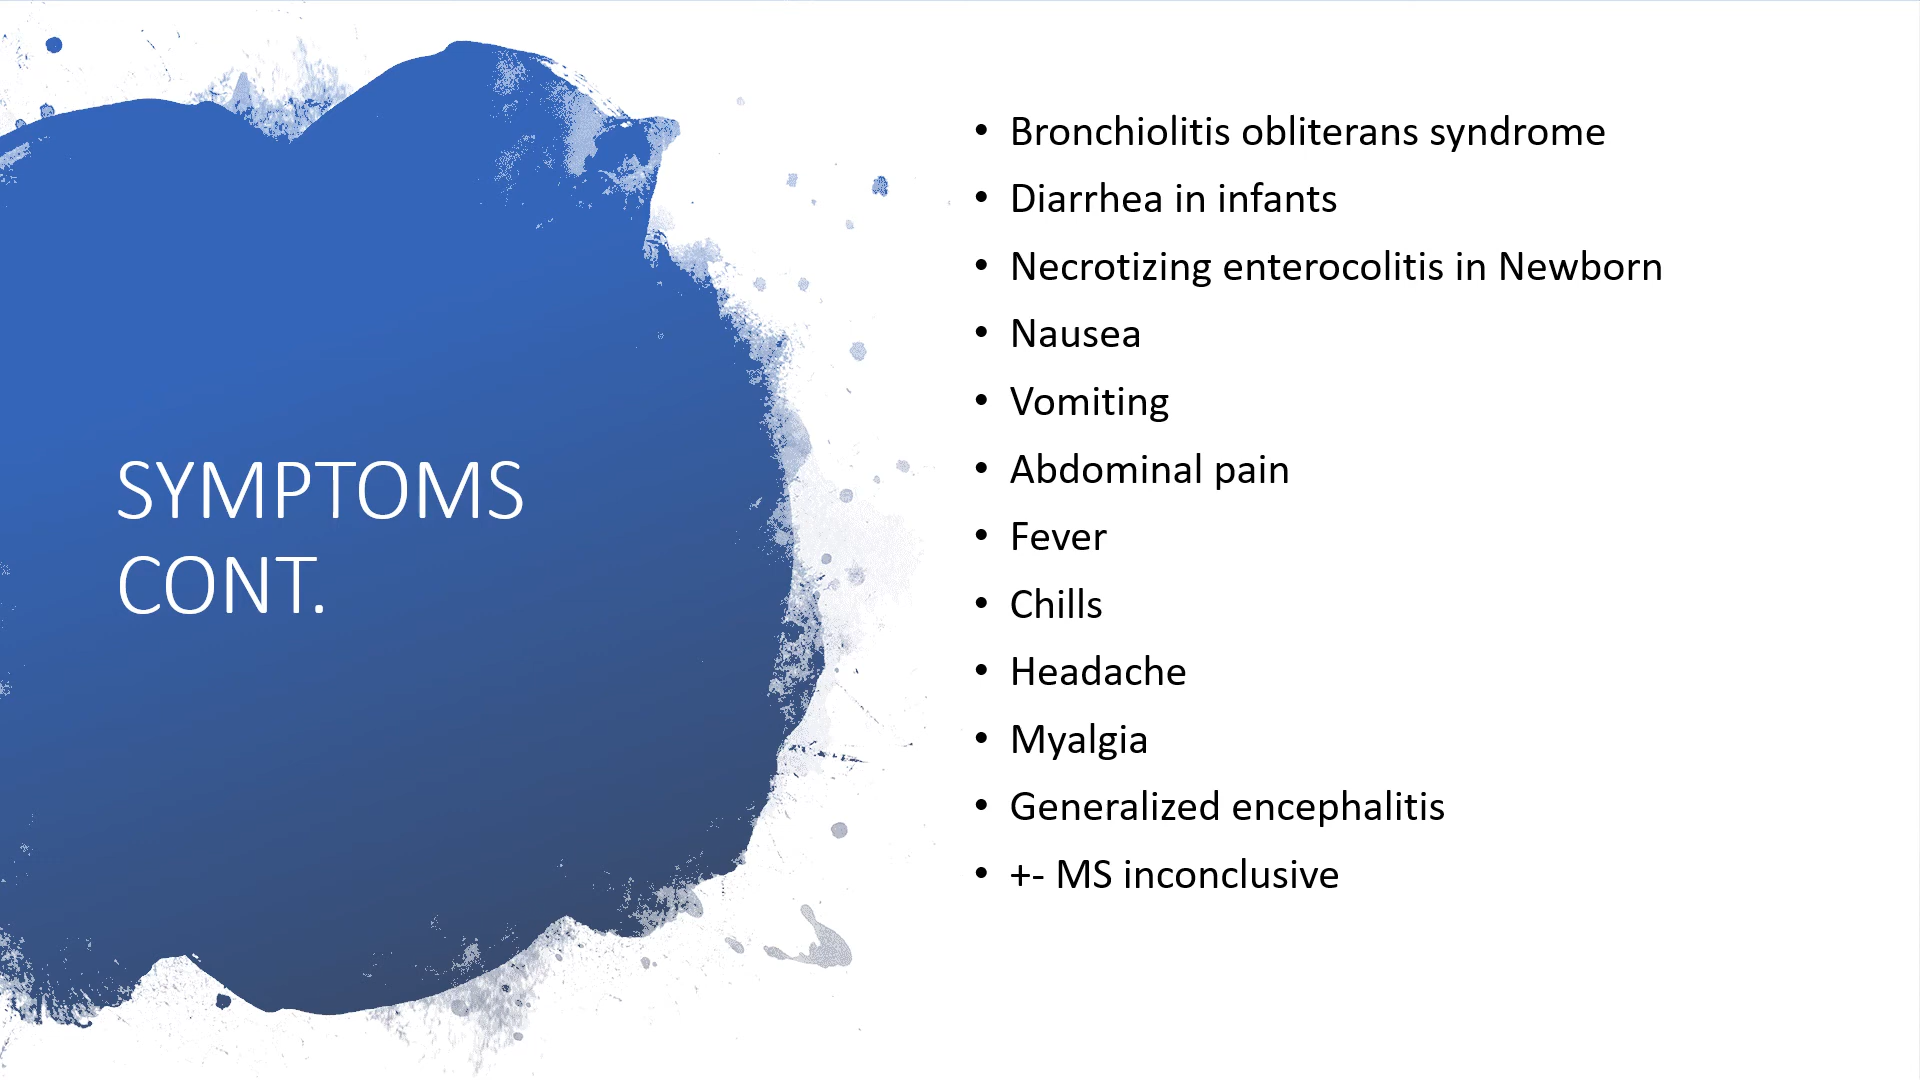 SYMPTOMS
CONT.
• Bronchiolitis obliterans syndrome
• Diarrhea in infants
• Necrotizing enterocolitis in Newborn
• Nausea
• Vomiting
• Abdominal pain
• Fever
• Chills
• Headache
• Myalgia
• Generalized encephalitis
• +- MS inconclusive